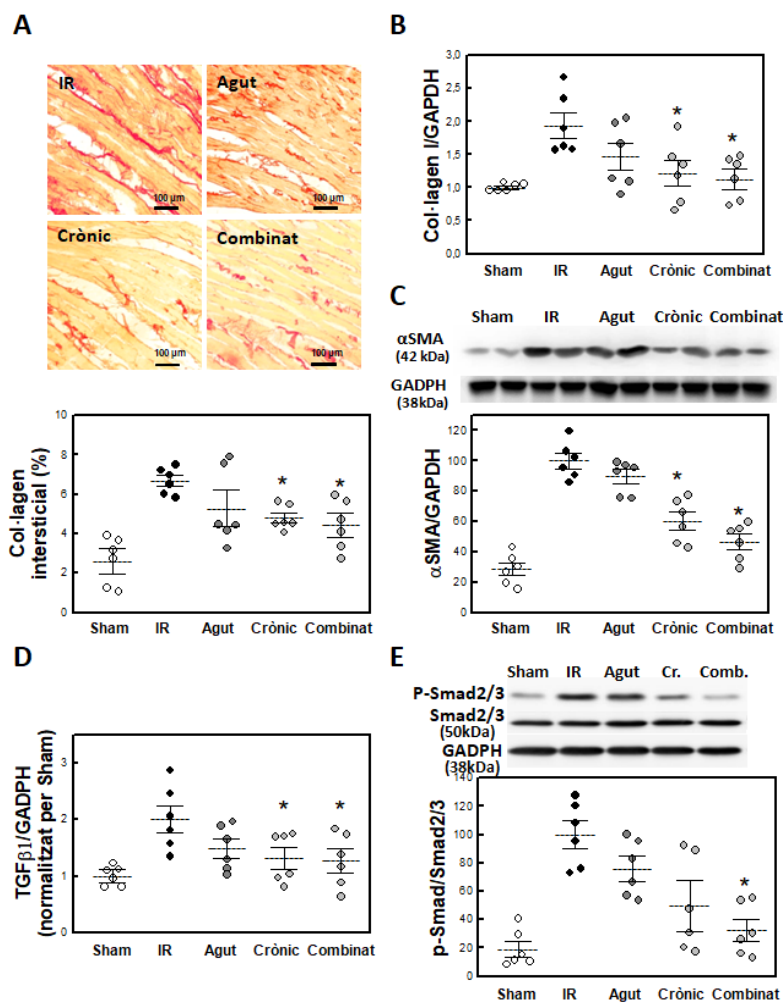 A
IR
Agut
100 µm
100 µm
Crònic
Combinat
100 µm
100 µm
Col·lagen
intersticial (%)
10
8
6
4
2
0
Sham IR Agut Crònic Combinat
* *
B
Col·lagen I/GAPDH
3,0
2,5
2,0
1,5
1,0
0,5
0,0
* *
Sham IR Agut Crònic Combinat
C
Sham IR Agut Crònic Combinat
αSMA
(42 kDa)
GADPH
(38kDa)
αSMA/GAPDH
120
100
80
60
40
20
0
* *
Sham IR Agut Crònic Combinat
D
TGFβ1/GADPH
(normalitzat per Sham)
3
2
1
0
* *
Sham IR Agut Crònic Combinat
E
Sham IR Agut Cr. Comb.
P-Smad2/3
Smad2/3
(50kDa)
GADPH
(38kDa)
p-Smad/Smad2/3
140
120
100
80
60
40
20
0
*
Sham IR Agut Crònic Combinat